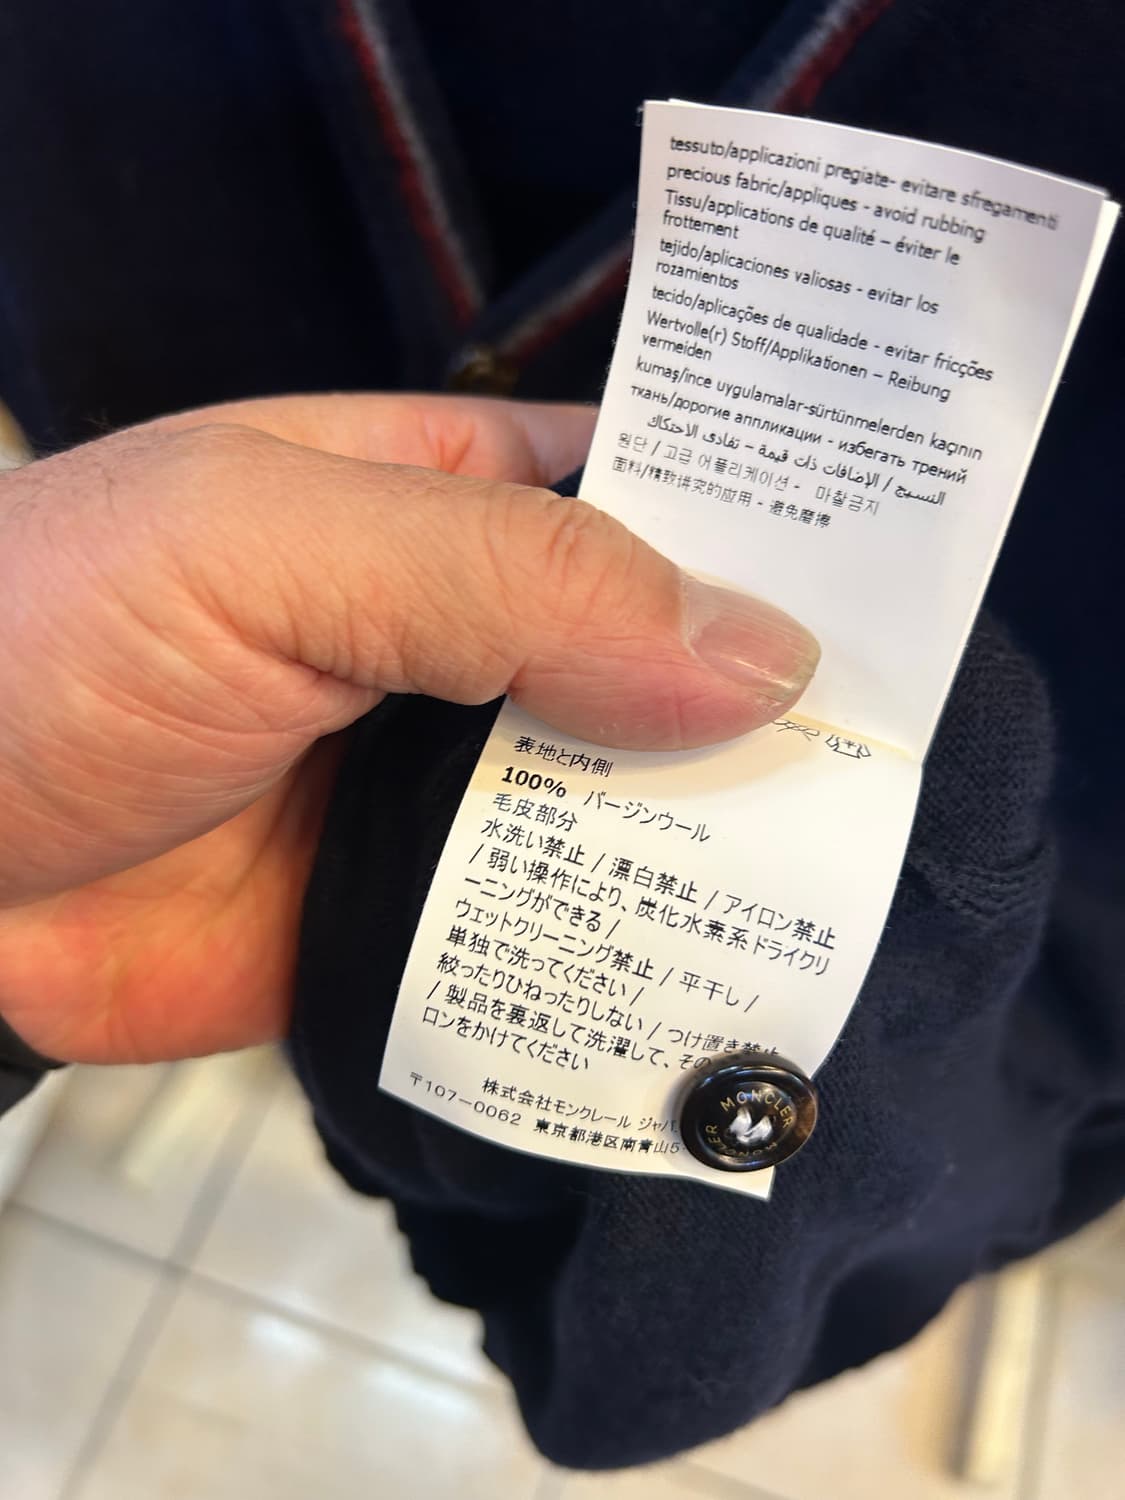 tessuto/applicazioni pregiate- evitare sfregamenti
precious fabric/appliques - avoid rubbing
Tissu/applications de qualité – éviter le
frottement
tejido/aplicaciones valiosas - evitar los
rozamientos
tecido/aplicações de qualidade - evitar fricções
Wertvolle(r) Stoff/Applikationen – Reibung
vermeiden
kumaş/ince uygulamalar-sürtünmelerden kaçının
ткань/дорогие аппликации - избегать трений
النسيج / الإضافات ذات قيمة – تفادى الاحتكاك
원단 / 고급 어플리케이션 - 마찰금지
面料/精致讲究的应用 - 避免磨擦
表地と内側
100% バージンウール
毛皮部分
水洗い禁止 / 漂白禁止 / アイロン禁止
/ 弱い操作により、炭化水素系ドライクリ
ーニングができる /
ウェットクリーニング禁止 / 平干し /
単独で洗ってください /
絞ったりひねったりしない / つけ置き禁止
/ 製品を裏返して洗濯して、その
ロンをかけてください
株式会社モンクレール ジャパ
〒107-0062 東京都港区南青山5
MONCLER
MONCLER
MONCLER